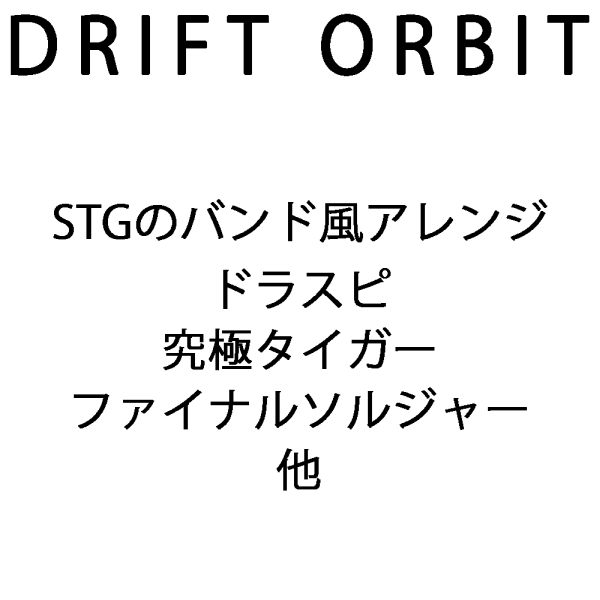 DRIFT ORBIT
STGのバンド風アレンジ
ドラスピ
究極タイガー
ファイナルソルジャー
他